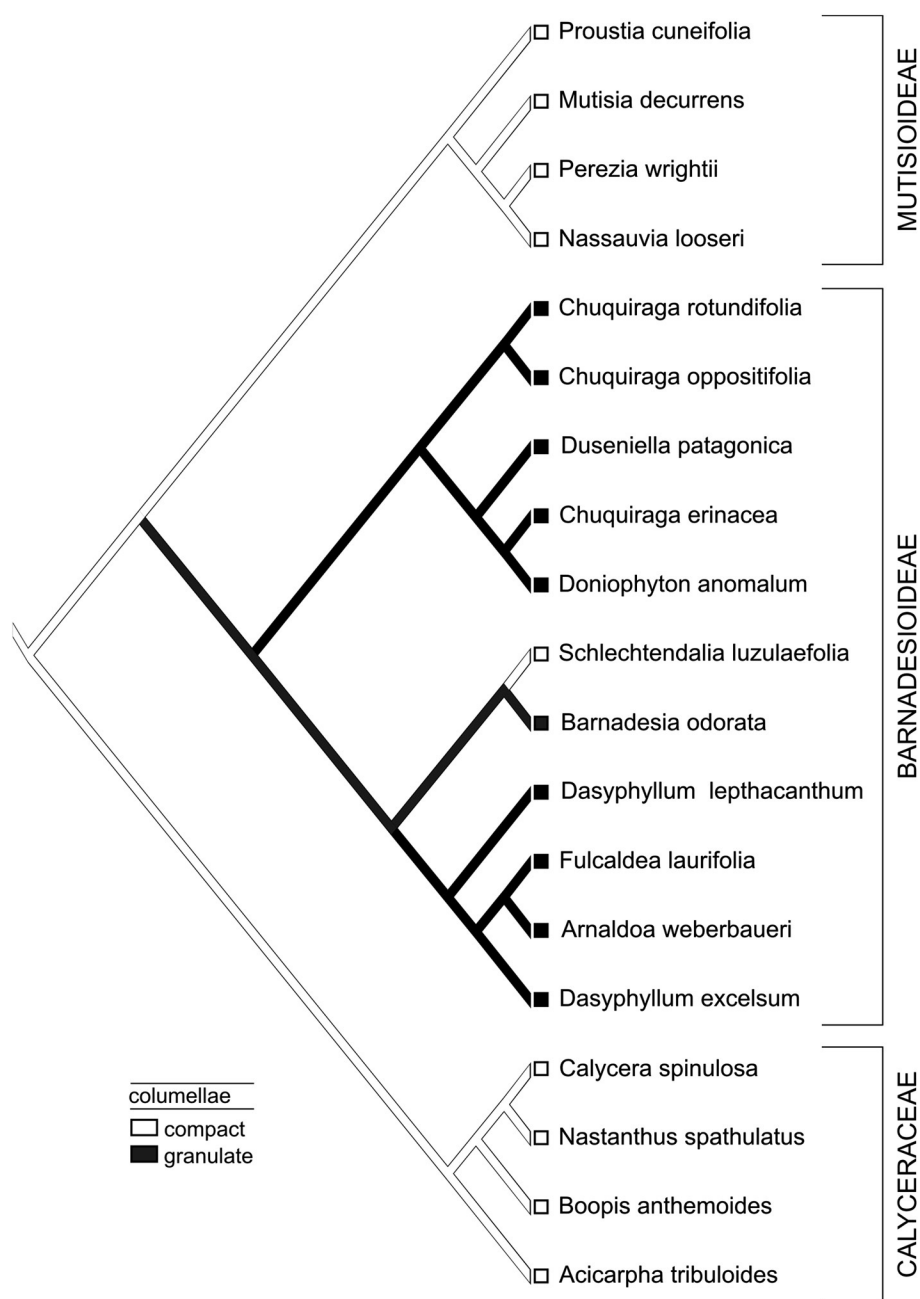 Proustia cuneifolia
Mutisia decurrens
Perezia wrightii
Nassauvia looseri
MUTISIOIDEAE
Chuquiraga rotundifolia
Chuquiraga oppositifolia
Duseniella patagonica
Chuquiraga erinacea
Doniophyton anomalum
Schlechtendalia luzulaefolia
Barnadesia odorata
Dasyphyllum lepthacanthum
Fulcaldea laurifolia
Arnaldoa weberbaueri
Dasyphyllum excelsum
BARNADESIOIDEAE
Calycera spinulosa
Nastanthus spathulatus
Boopis anthemoides
Acicarpha tribuloides
CALYCERACEAE
columellae
compact
granulate